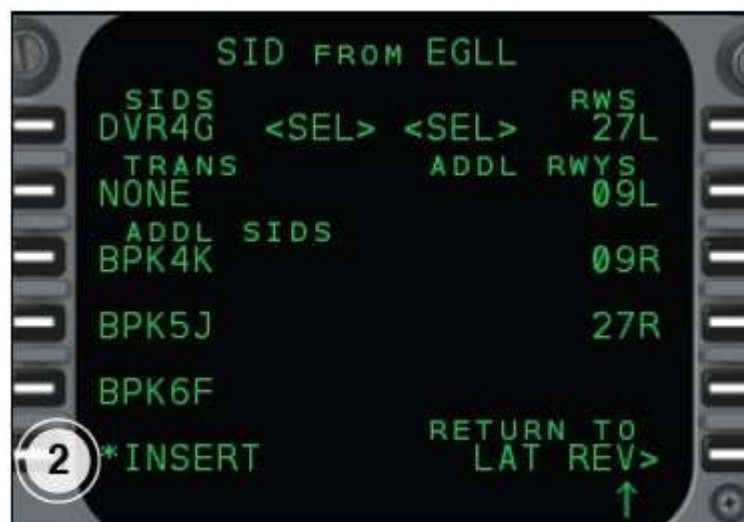 SID FROM EGLL
SIDS RWS
DVR4G <SEL> <SEL> 27L
TRANS ADDL RWYS
NONE 09L
ADDL SIDS
BPK4K 09R
BPK5J 27R
BPK6F
RETURN TO
2 *INSERT LAT REV>
↑